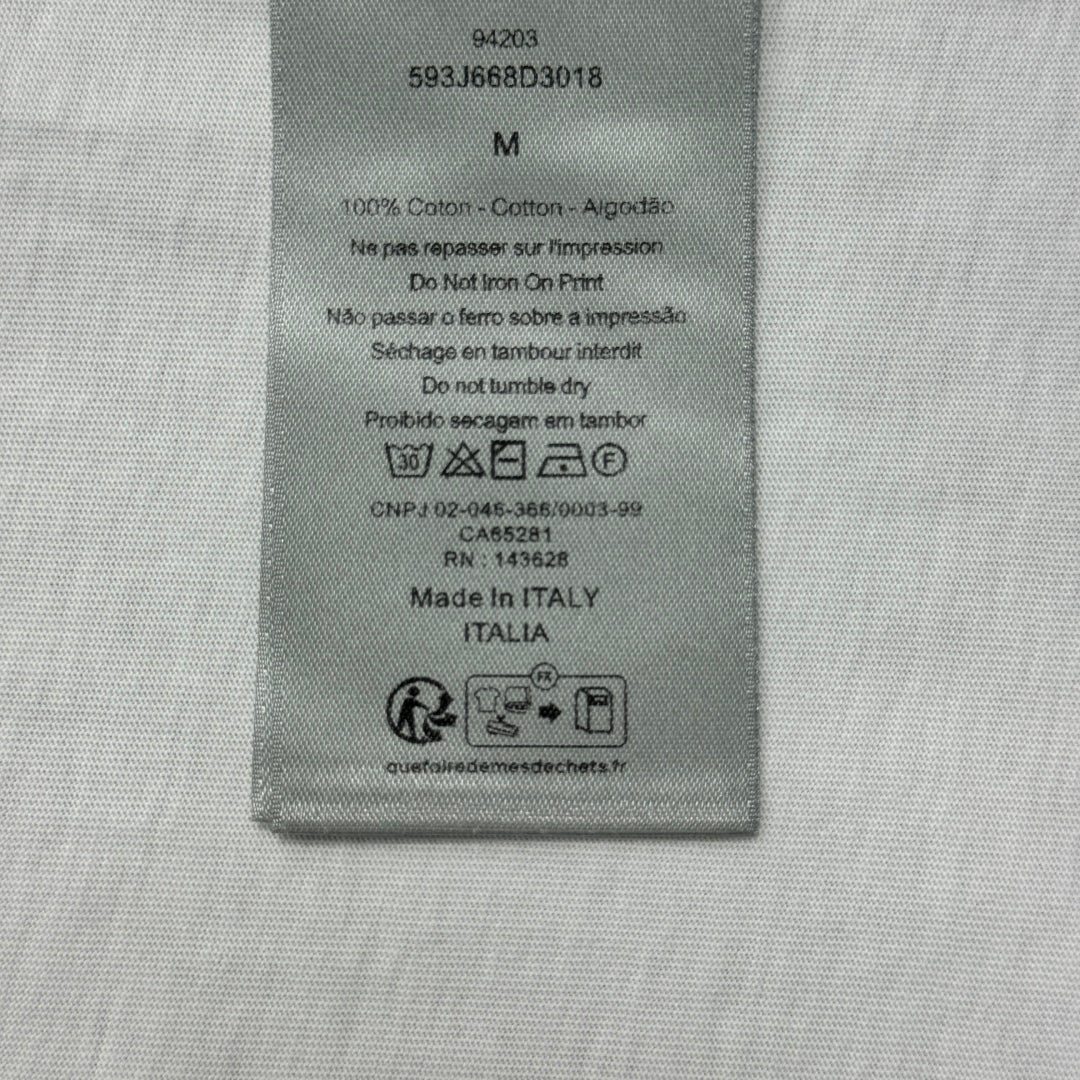 94203
593J668D3018
M
100% Coton - Cotton - Algodão
Ne pas repasser sur l'impression
Do Not Iron On Print
Não passar o ferro sobre a impressão
Séchage en tambour interdit
Do not tumble dry
Proibido secagem em tambor
30 F
CNPJ 02-046-366/0003-99
CA65281
RN : 143628
Made In ITALY
ITALIA
FR
quefairedemesdechets.fr